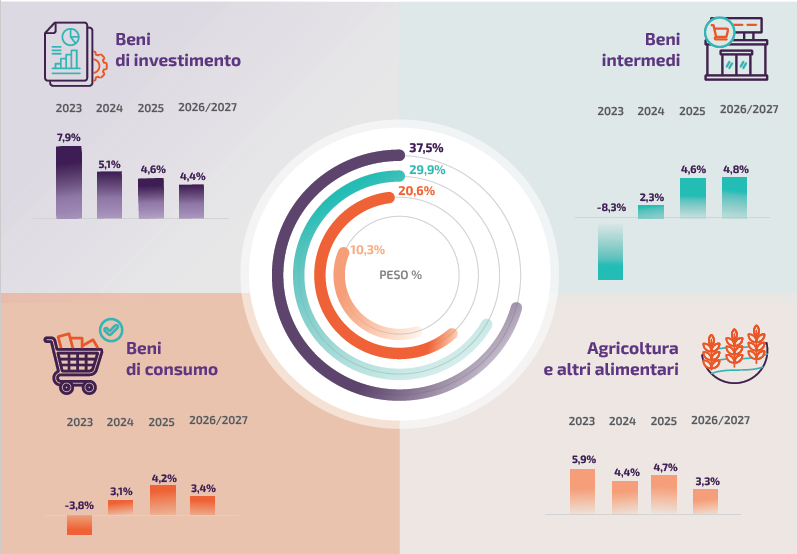 Beni
di investimento
2023 2024 2025 2026/2027
7,9%
5,1%
4,6%
4,4%
Beni
intermedi
2023 2024 2025 2026/2027
-8,3%
2,3%
4,6%
4,8%
37,5%
29,9%
20,6%
10,3%
PESO %
Beni
di consumo
2023 2024 2025 2026/2027
-3,8%
3,1%
4,2%
3,4%
Agricoltura
e altri alimentari
2023 2024 2025 2026/2027
5,9%
4,4%
4,7%
3,3%